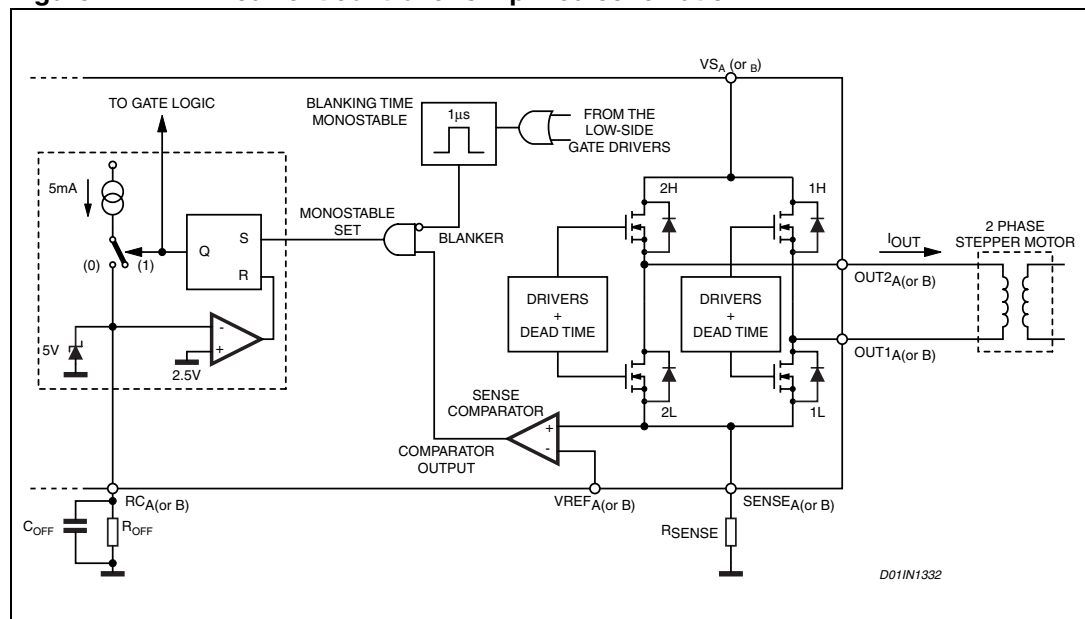 VSA (or B)
TO GATE LOGIC
BLANKING TIME
MONOSTABLE
1μs
FROM THE
LOW-SIDE
GATE DRIVERS
5mA
2H
1H
MONOSTABLE
SET
BLANKER
IOUT
2 PHASE
STEPPER MOTOR
Q
S
R
(0)
(1)
OUT2A(or B)
DRIVERS
+
DEAD TIME
DRIVERS
+
DEAD TIME
5V
-
+
2.5V
OUT1A(or B)
SENSE
COMPARATOR
2L
1L
+
-
COMPARATOR
OUTPUT
RCA(or B)
VREFA(or B)
SENSEA(or B)
COFF
ROFF
RSENSE
D01IN1332